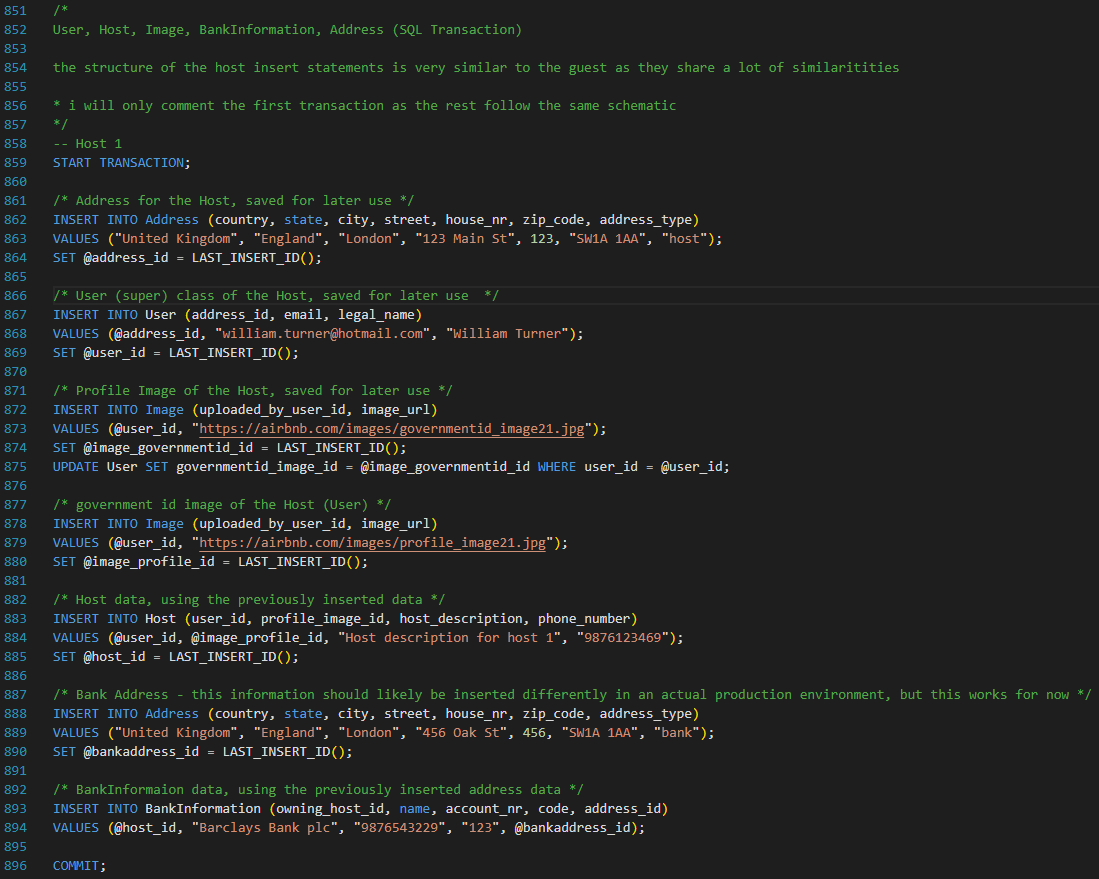 851 /*
852 User, Host, Image, BankInformation, Address (SQL Transaction)
853
854 the structure of the host insert statements is very similar to the guest as they share a lot of similaritities
855
856 * i will only comment the first transaction as the rest follow the same schematic
857 */
858 -- Host 1
859 START TRANSACTION;
860
861 /* Address for the Host, saved for later use */
862 INSERT INTO Address (country, state, city, street, house_nr, zip_code, address_type)
863 VALUES ("United Kingdom", "England", "London", "123 Main St", 123, "SW1A 1AA", "host");
864 SET @address_id = LAST_INSERT_ID();
865
866 /* User (super) class of the Host, saved for later use  */
867 INSERT INTO User (address_id, email, legal_name)
868 VALUES (@address_id, "william.turner@hotmail.com", "William Turner");
869 SET @user_id = LAST_INSERT_ID();
870
871 /* Profile Image of the Host, saved for later use */
872 INSERT INTO Image (uploaded_by_user_id, image_url)
873 VALUES (@user_id, "https://airbnb.com/images/governmentid_image21.jpg");
874 SET @image_governmentid_id = LAST_INSERT_ID();
875 UPDATE User SET governmentid_image_id = @image_governmentid_id WHERE user_id = @user_id;
876
877 /* government id image of the Host (User) */
878 INSERT INTO Image (uploaded_by_user_id, image_url)
879 VALUES (@user_id, "https://airbnb.com/images/profile_image21.jpg");
880 SET @image_profile_id = LAST_INSERT_ID();
881
882 /* Host data, using the previously inserted data */
883 INSERT INTO Host (user_id, profile_image_id, host_description, phone_number)
884 VALUES (@user_id, @image_profile_id, "Host description for host 1", "9876123469");
885 SET @host_id = LAST_INSERT_ID();
886
887 /* Bank Address - this information should likely be inserted differently in an actual production environment, but this works for now */
888 INSERT INTO Address (country, state, city, street, house_nr, zip_code, address_type)
889 VALUES ("United Kingdom", "England", "London", "456 Oak St", 456, "SW1A 1AA", "bank");
890 SET @bankaddress_id = LAST_INSERT_ID();
891
892 /* BankInformaion data, using the previously inserted address data */
893 INSERT INTO BankInformation (owning_host_id, name, account_nr, code, address_id)
894 VALUES (@host_id, "Barclays Bank plc", "9876543229", "123", @bankaddress_id);
895
896 COMMIT;